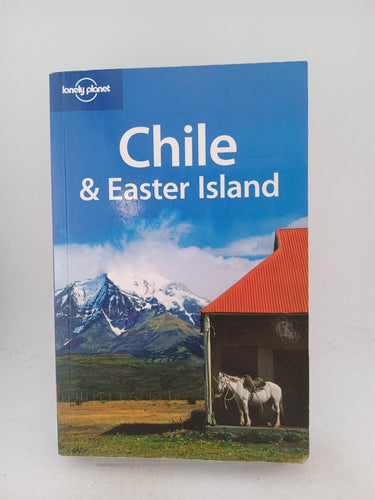 lonely planet
Chile
& Easter Island